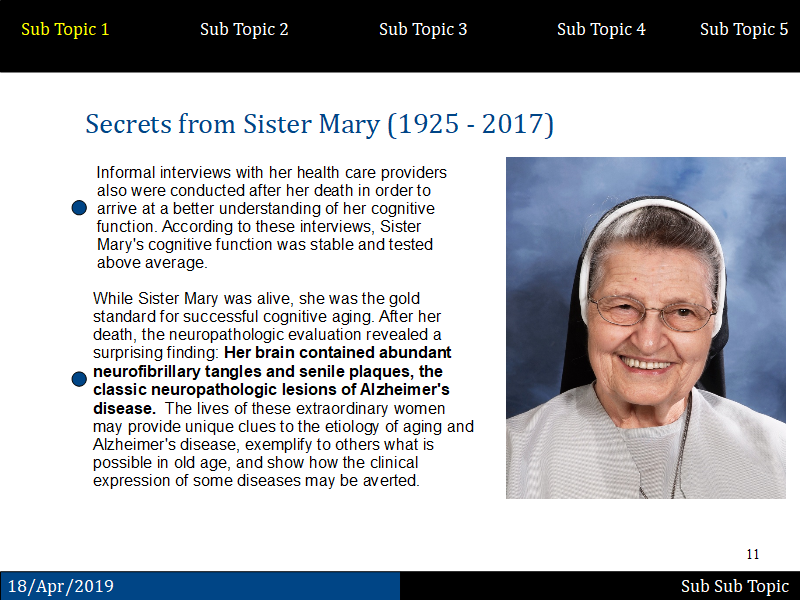 Sub Topic 1 Sub Topic 2 Sub Topic 3 Sub Topic 4 Sub Topic 5
Secrets from Sister Mary (1925 - 2017)
Informal interviews with her health care providers
also were conducted after her death in order to
arrive at a better understanding of her cognitive
function. According to these interviews, Sister
Mary's cognitive function was stable and tested
above average.
While Sister Mary was alive, she was the gold
standard for successful cognitive aging. After her
death, the neuropathologic evaluation revealed a
surprising finding: Her brain contained abundant
neurofibrillary tangles and senile plaques, the
classic neuropathologic lesions of Alzheimer's
disease. The lives of these extraordinary women
may provide unique clues to the etiology of aging and
Alzheimer's disease, exemplify to others what is
possible in old age, and show how the clinical
expression of some diseases may be averted.
11
18/Apr/2019 Sub Sub Topic